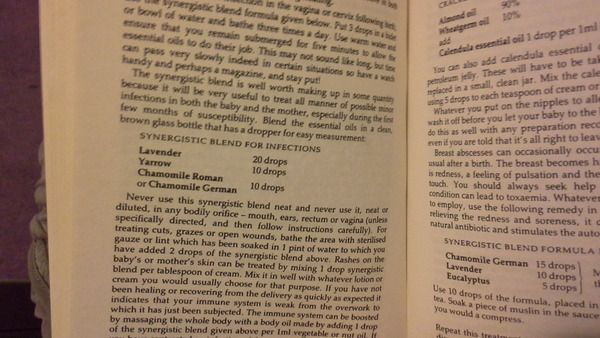 infection in the vagina or cervix following birth,
use the synergistic blend formula given below. Put 3 drops in a bidet
or bowl of water and bathe three times a day. Use warm water and
ensure that you remain submerged for five minutes to allow the
essential oils to do their job. This may not sound like long, but time
can pass very slowly indeed in certain situations so have a watch
handy and perhaps a magazine, and stay put!
The synergistic blend is well worth making up in some quantity
because it will be very useful to treat all manner of possible minor
infections in both the baby and the mother, especially during the first
few months of susceptibility. Blend the essential oils in a clean,
brown glass bottle that has a dropper for easy measurement:
SYNERGISTIC BLEND FOR INFECTIONS
Lavender 20 drops
Yarrow 10 drops
Chamomile Roman
or Chamomile German 10 drops
Never use this synergistic blend neat and never use it, neat or
diluted, in any bodily orifice – mouth, ears, rectum or vagina (unless
specifically directed, and then follow instructions carefully). For
treating cuts, grazes or open wounds, bathe the area with sterilised
gauze or lint which has been soaked in 1 pint of water to which you
have added 2 drops of the synergistic blend above. Rashes on the
baby's or mother's skin can be treated by mixing 1 drop synergistic
blend per tablespoon of cream. Mix it in well with whatever lotion or
cream you would usually choose for that purpose. If you have not
been healing or recovering from the delivery as quickly as expected it
indicates that your immune system is weak from the overwork to
which it has just been subjected. The immune system can be boosted
by massaging the whole body with a body oil made by adding 1 drop
of the synergistic blend given above per 1ml vegetable or nut oil. If
Almond oil 90%
Wheatgerm oil 10%
add
Calendula essential oil 1 drop per 1ml
You can also add calendula essential
petroleum jelly. These will have to be tak
replaced in a small, clean jar. Mix the cale
using 5 drops to each teaspoon of cream or
Whatever you put on the nipples to alle
wash it off before you let your baby to the
do this as well with any preparation reco
even if you are told that it's all right to leave
Breast abscesses can occasionally occur
usual after a birth. The breast becomes h
is redness, a feeling of pulsation and the
touch. You should always seek help
condition can lead to toxaemia. Whatever
to employ, use the following remedy in
relieving the redness and soreness, it c
natural antibiotic and stimulates the auto
SYNERGISTIC BLEND FORMULA
Chamomile German 15 drops
Lavender 10 drops
Eucalyptus 5 drops
Use 10 drops of the formula, placed in
tea. Soak a piece of muslin in the sauce
you would a compress.
Repeat this treatm